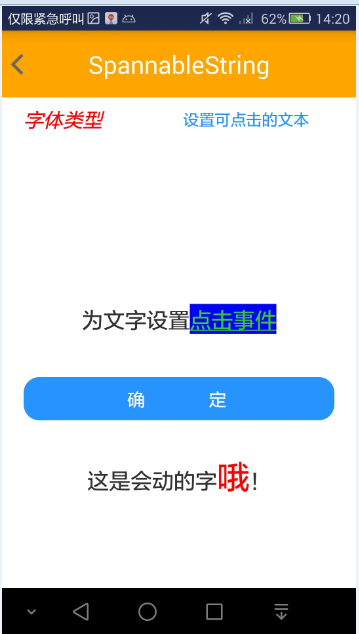 仅限紧急呼叫 62% 14:20
SpannableString
字体类型 设置可点击的文本
为文字设置点击事件
确 定
这是会动的字哦!